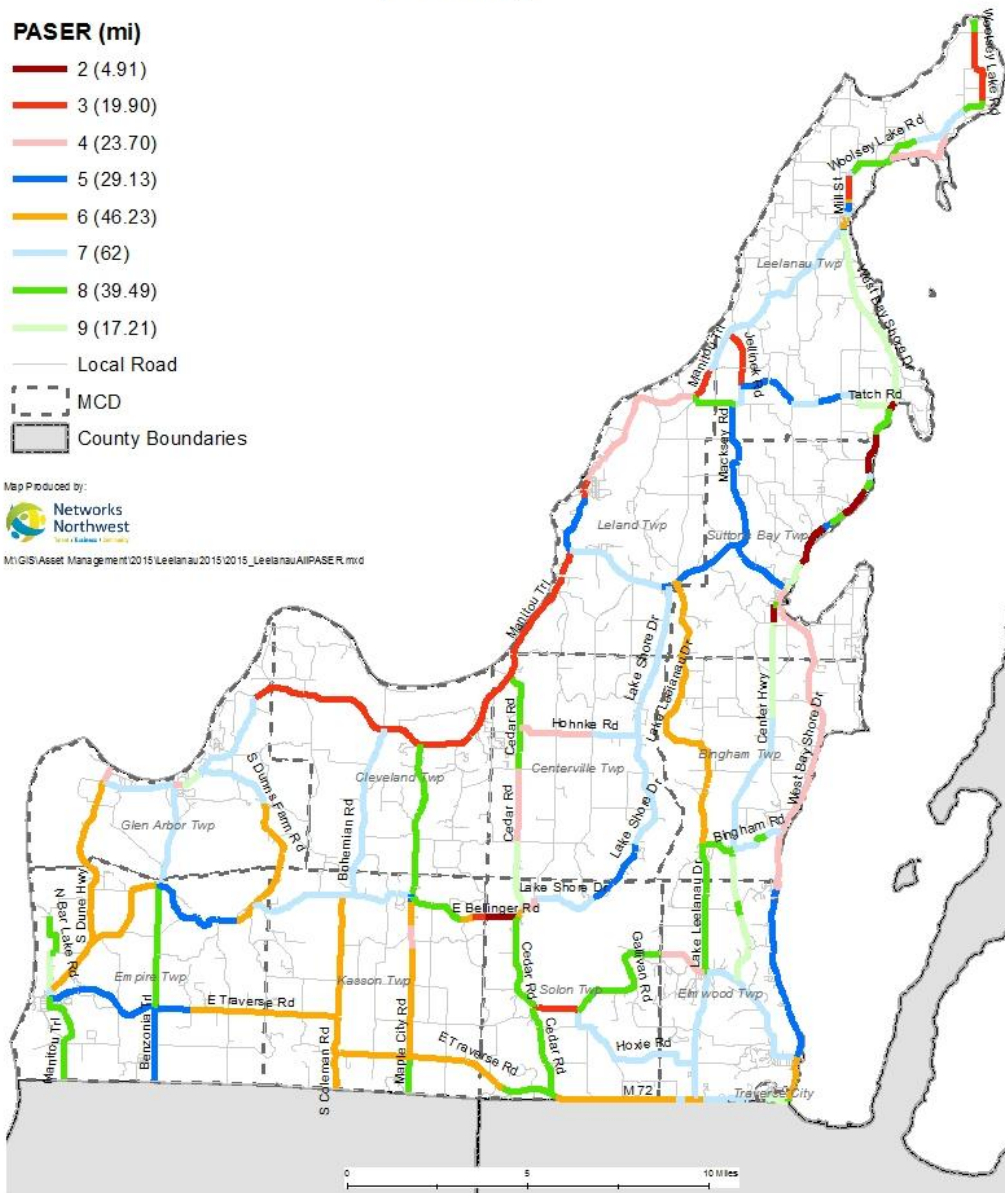 PASER (mi)
2 (4.91)
3 (19.90)
4 (23.70)
5 (29.13)
6 (46.23)
7 (62)
8 (39.49)
9 (17.21)
Local Road
MCD
County Boundaries
Map Produced by:
Networks
Northwest
M:\GIS\Asset Management\2015\Leelanau2015\2015_LeelanauAllPASER.mxd
Woolsey Lake Rd
Woolsey Lake Rd
Mill St
Leelanau Twp
West Bay Shore Dr
Manitou Trl
Jelinek Rd
Tatch Rd
Macksey Rd
Leland Twp
Suttons Bay Twp
Manitou Trl
Lake Shore Dr
Lake Leelanau Dr
Center Hwy
West Bay Shore Dr
Cedar Rd
Hohnke Rd
Bingham Twp
S Dunns Farm Rd
Cleveland Twp
Centerville Twp
Glen Arbor Twp
Bohemian Rd
Cedar Rd
Lake Shore Dr
Bingham Rd
S Dune Hwy
Lake Shore Dr
Lake Leelanau Dr
N Bar Lake Rd
E Bellinger Rd
Gallivan Rd
Empire Twp
Kasson Twp
Cedar Rd
Solon Twp
Elmwood Twp
E Traverse Rd
Manitou Trl
Benzonia Trl
S Coleman Rd
Maple City Rd
E Traverse Rd
Cedar Rd
Hoxie Rd
M 72
Traverse City
0 5 10 Miles